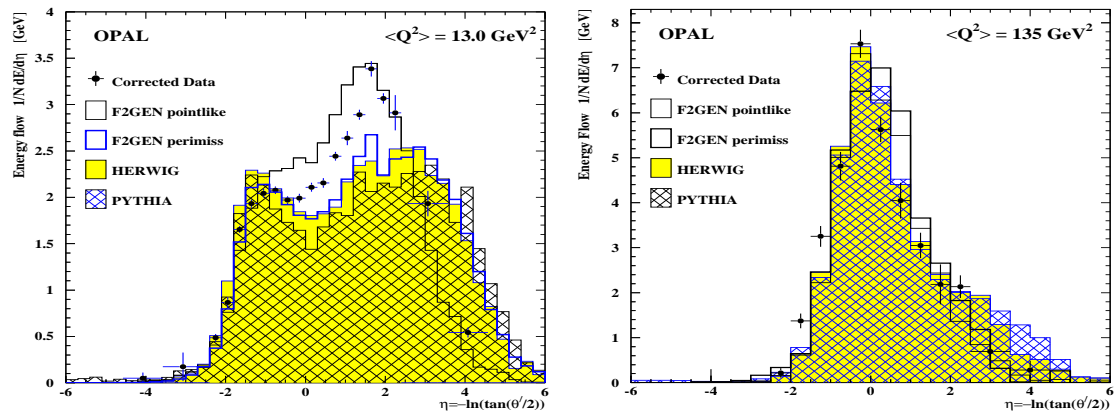 OPAL
<Q² > = 13.0 GeV²
Corrected Data
F2GEN pointlike
F2GEN perimiss
HERWIG
PYTHIA
Energy flow 1/N dE/dη [GeV]
0
0.5
1
1.5
2
2.5
3
3.5
4
-6
-4
-2
0
2
4
6
η=–ln(tan(θ′/2))
OPAL
<Q² > = 135 GeV²
Corrected Data
F2GEN pointlike
F2GEN perimiss
HERWIG
PYTHIA
Energy Flow 1/N dE/dη [GeV]
0
1
2
3
4
5
6
7
8
-6
-4
-2
0
2
4
6
η=–ln(tan(θ′/2))